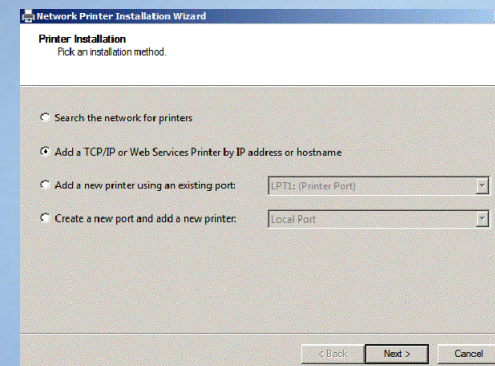 Network Printer Installation Wizard
Printer Installation
Pick an installation method.
Search the network for printers
Add a TCP/IP or Web Services Printer by IP address or hostname
Add a new printer using an existing port: LPT1: (Printer Port)
Create a new port and add a new printer: Local Port
< Back Next > Cancel